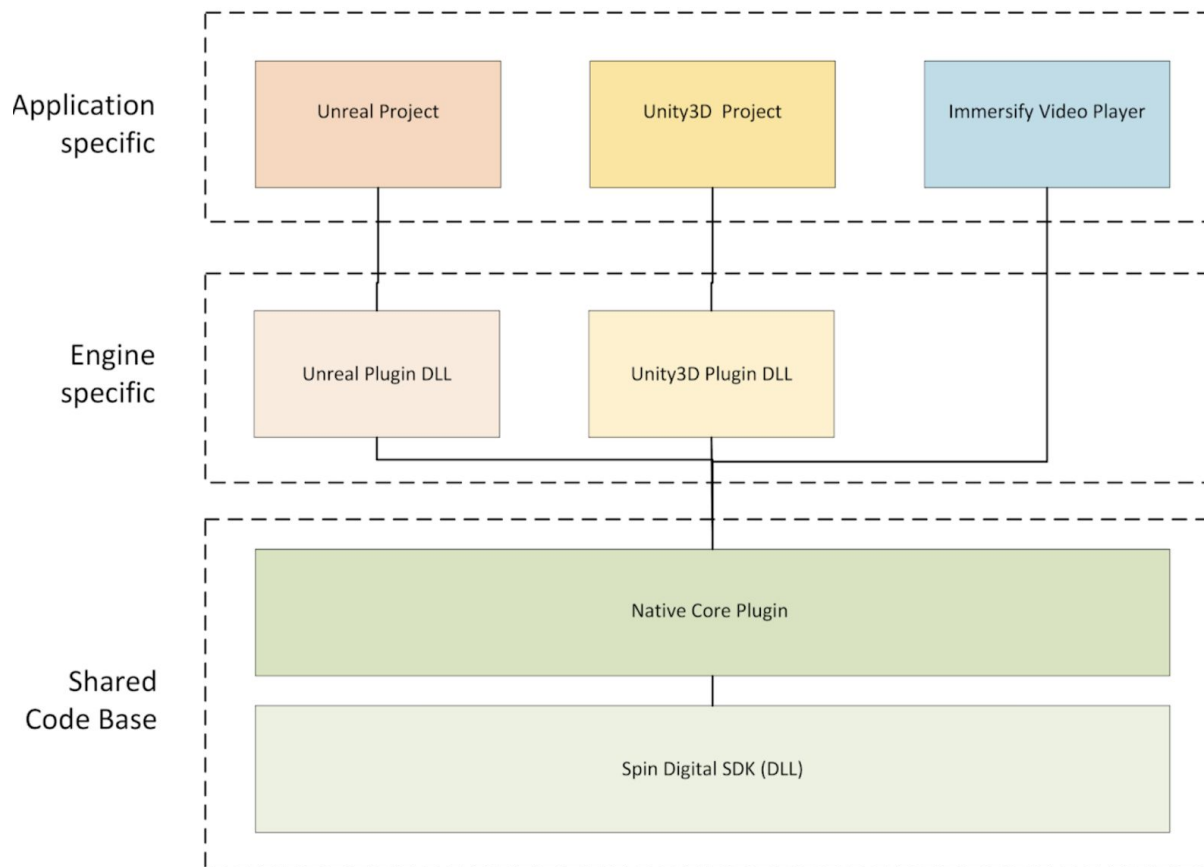 Application
specific
Unreal Project
Unity3D Project
Immersify Video Player
Engine
specific
Unreal Plugin DLL
Unity3D Plugin DLL
Shared
Code Base
Native Core Plugin
Spin Digital SDK (DLL)